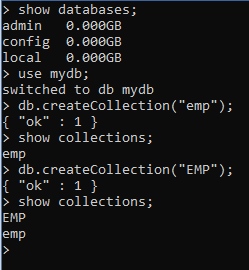 > show databases;
admin   0.000GB
config  0.000GB
local   0.000GB
> use mydb;
switched to db mydb
> db.createCollection("emp");
{ "ok" : 1 }
> show collections;
emp
> db.createCollection("EMP");
{ "ok" : 1 }
> show collections;
EMP
emp
>